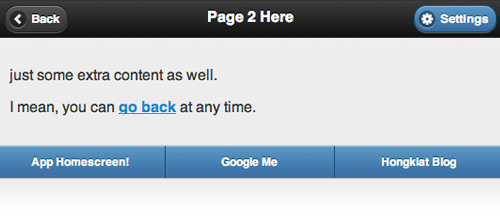 Back
Page 2 Here
Settings
just some extra content as well.
I mean, you can go back at any time.
App Homescreen!
Google Me
Hongkiat Blog